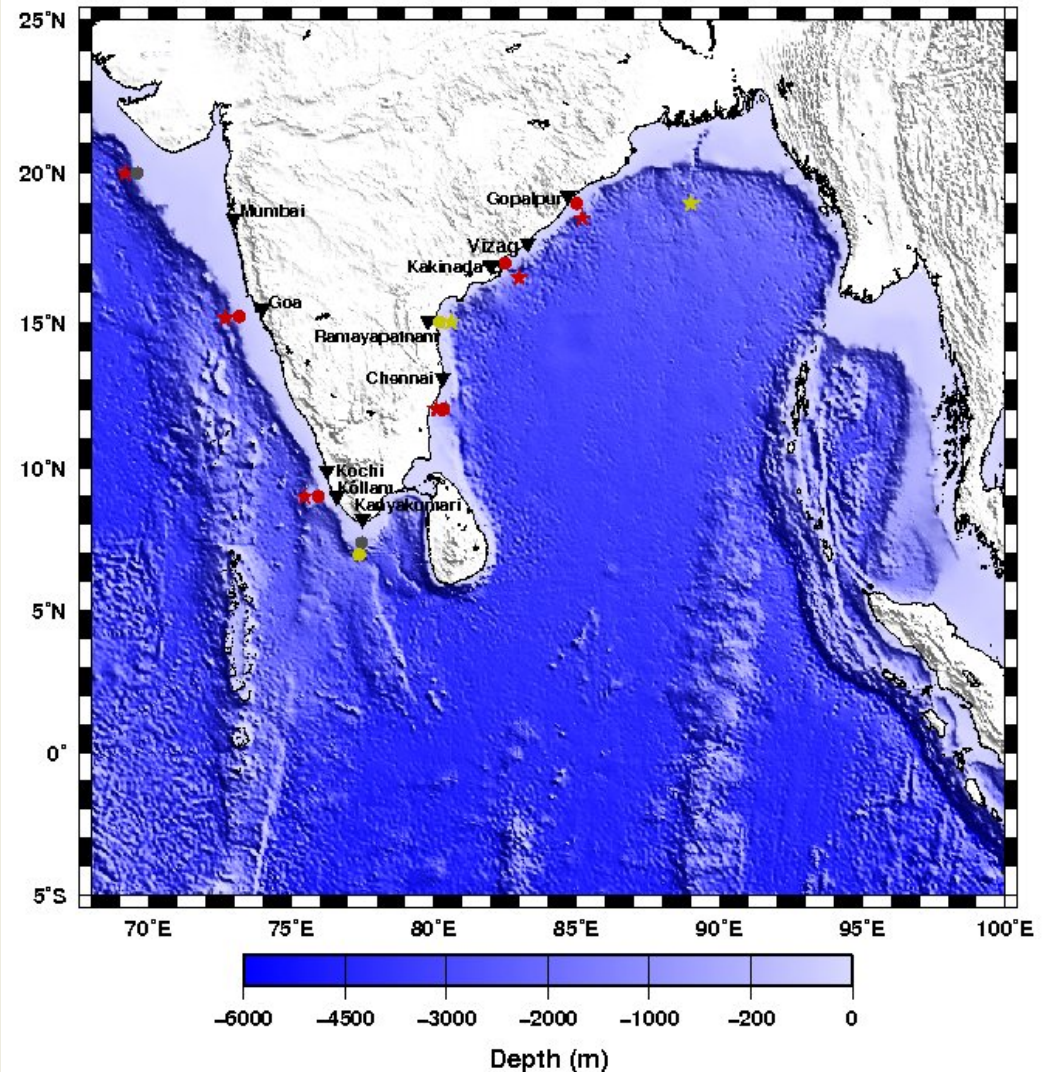 25°N
20°N
15°N
10°N
5°N
0°
5°S
Gopalpur
Mumbai
Vizag
Kakinada
Goa
Ramayapatnam
Chennai
Kochi
Kollam
Kanyakumari
70°E 75°E 80°E 85°E 90°E 95°E 100°E
-6000 -4500 -3000 -2000 -1000 -200 0
Depth (m)